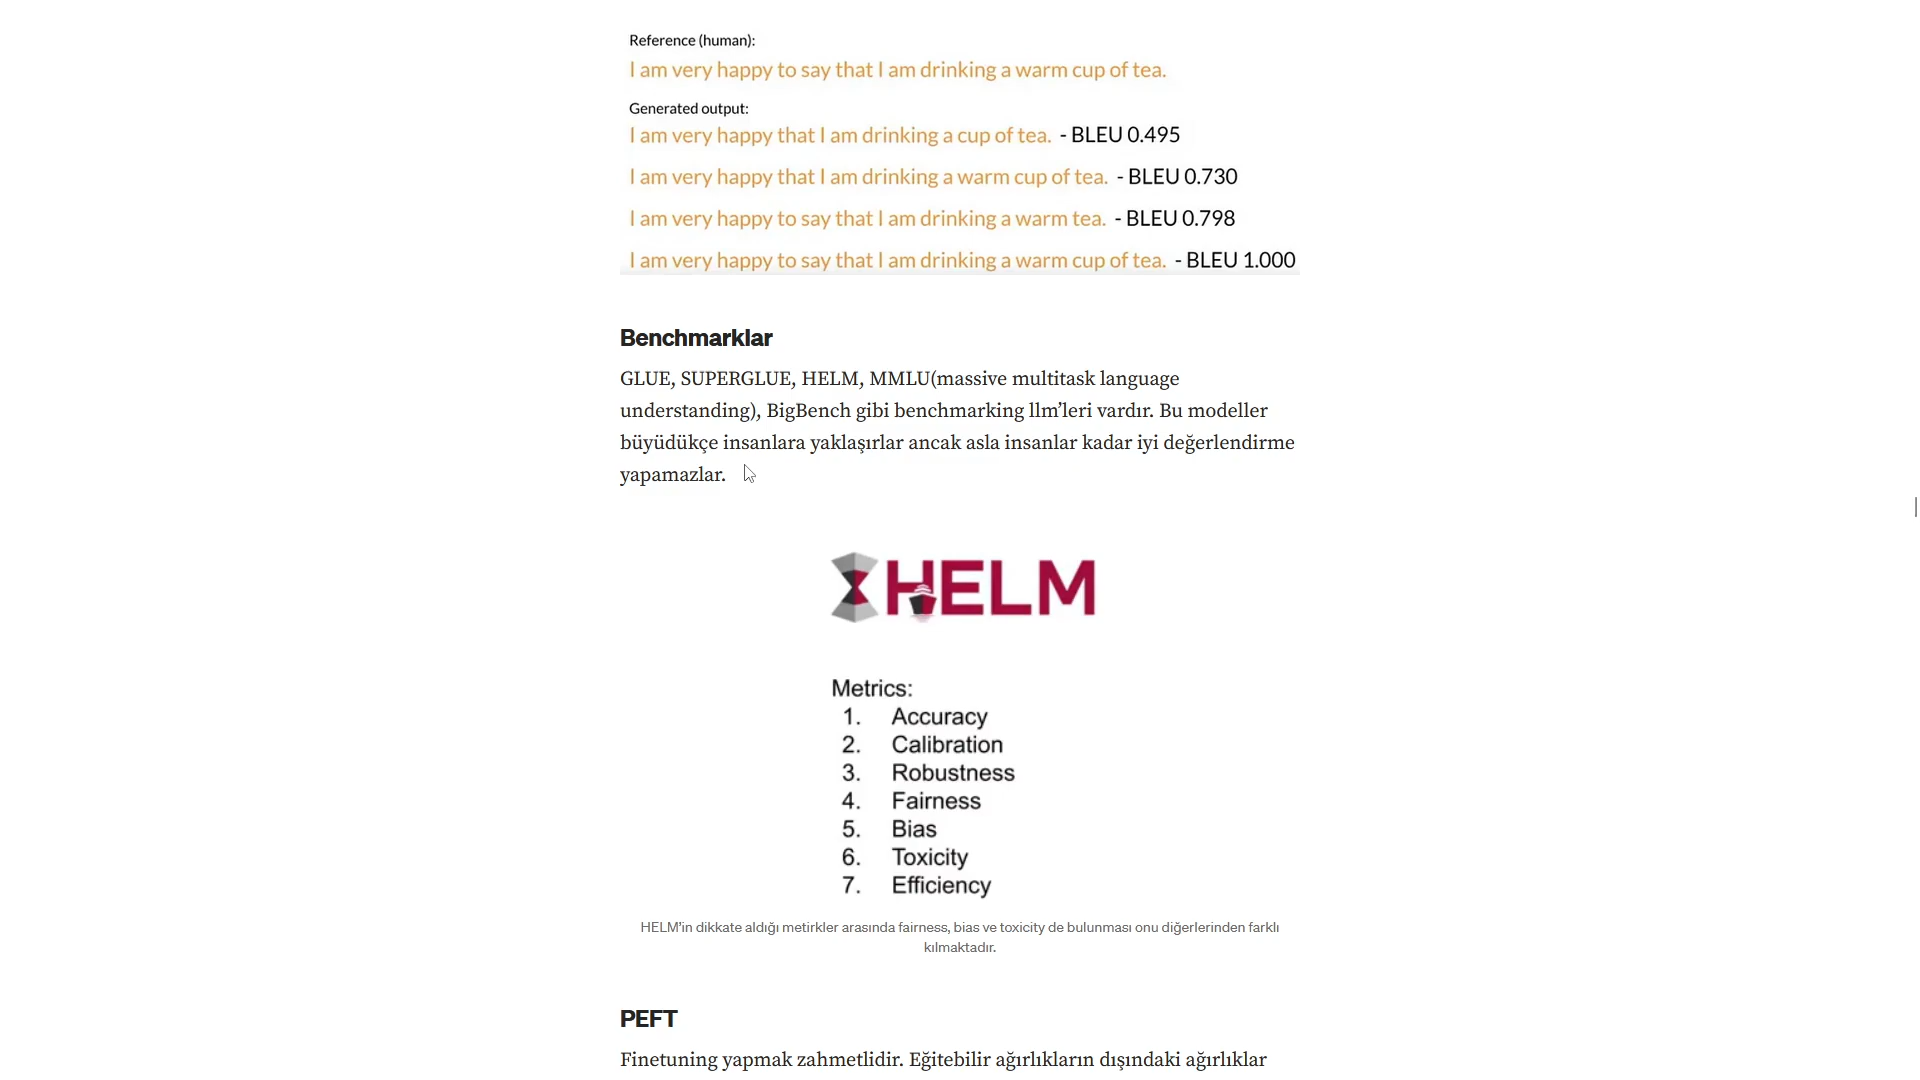 Reference (human):
I am very happy to say that I am drinking a warm cup of tea.
Generated output:
I am very happy that I am drinking a cup of tea. - BLEU 0.495
I am very happy that I am drinking a warm cup of tea. - BLEU 0.730
I am very happy to say that I am drinking a warm tea. - BLEU 0.798
I am very happy to say that I am drinking a warm cup of tea. - BLEU 1.000
Benchmarklar
GLUE, SUPERGLUE, HELM, MMLU(massive multitask language
understanding), BigBench gibi benchmarking llm’leri vardır. Bu modeller
büyüdükçe insanlara yaklaşırlar ancak asla insanlar kadar iyi değerlendirme
yapamazlar.
HELM
Metrics:
1. Accuracy
2. Calibration
3. Robustness
4. Fairness
5. Bias
6. Toxicity
7. Efficiency
HELM’in dikkate aldığı metirkler arasında fairness, bias ve toxicity de bulunması onu diğerlerinden farklı
kılmaktadır.
PEFT
Finetuning yapmak zahmetlidir. Eğitebilir ağırlıkların dışındaki ağırlıklar